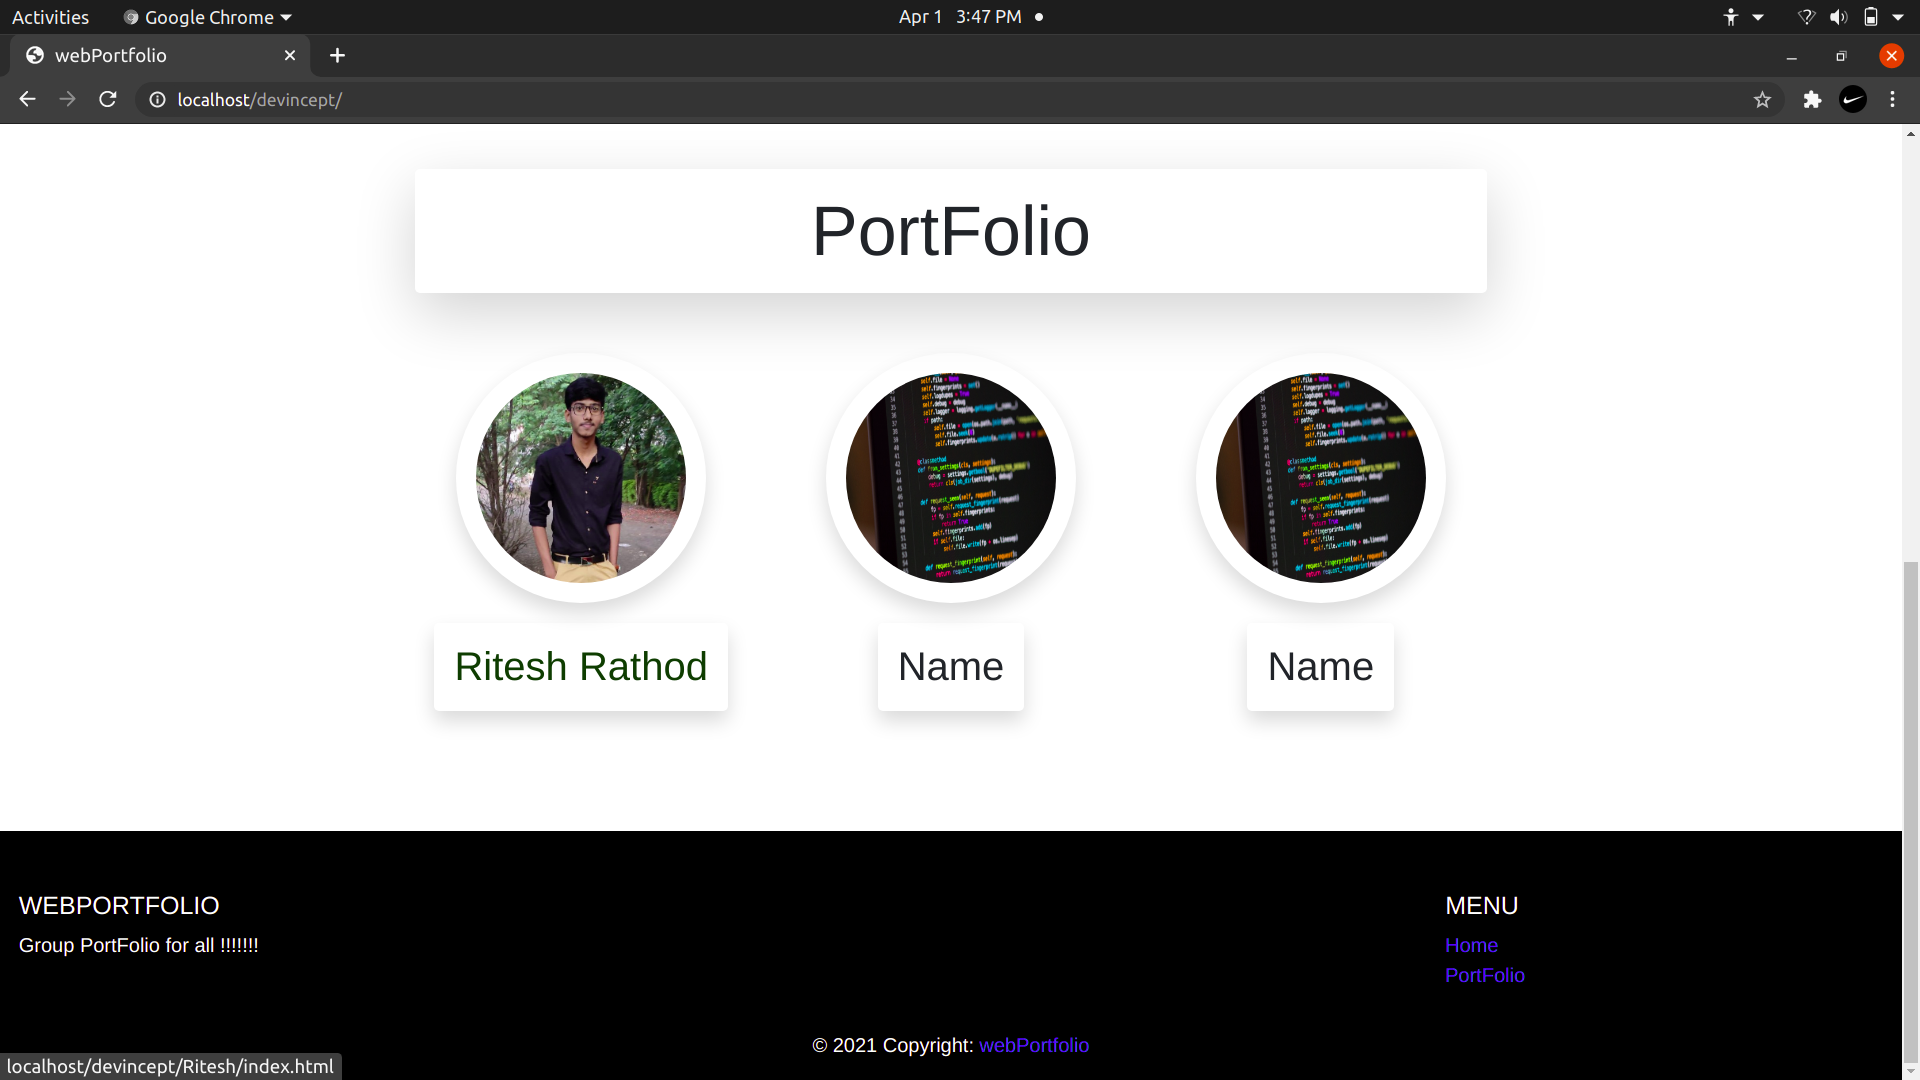 Activities Google Chrome Apr 1 3:47 PM
webPortfolio
localhost/devincept/
PortFolio
Ritesh Rathod
Name
Name
WEBPORTFOLIO
Group PortFolio for all !!!!!!!
MENU
Home
PortFolio
© 2021 Copyright: webPortfolio
localhost/devincept/Ritesh/index.html